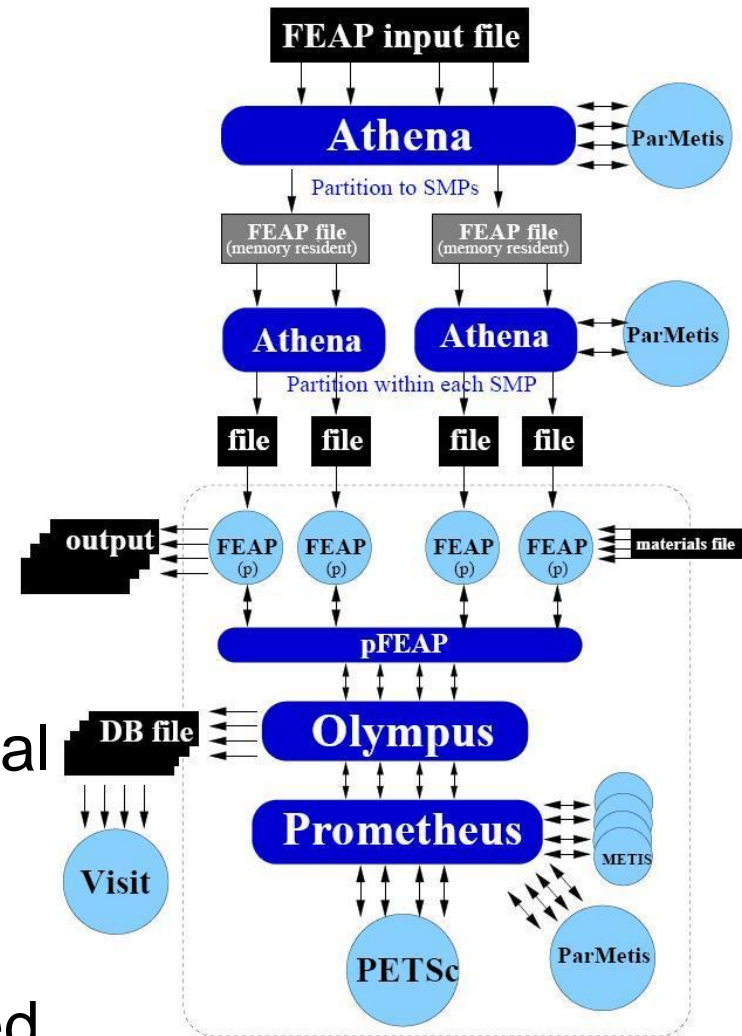 FEAP input file
Athena
ParMetis
Partition to SMPs
FEAP file
(memory resident)
FEAP file
(memory resident)
Athena
Athena
ParMetis
Partition within each SMP
file
file
file
file
output
FEAP
(p)
FEAP
(p)
FEAP
(p)
FEAP
(p)
materials file
pFEAP
al
DB file
Olympus
Prometheus
METIS
Visit
PETSc
ParMetis
ed